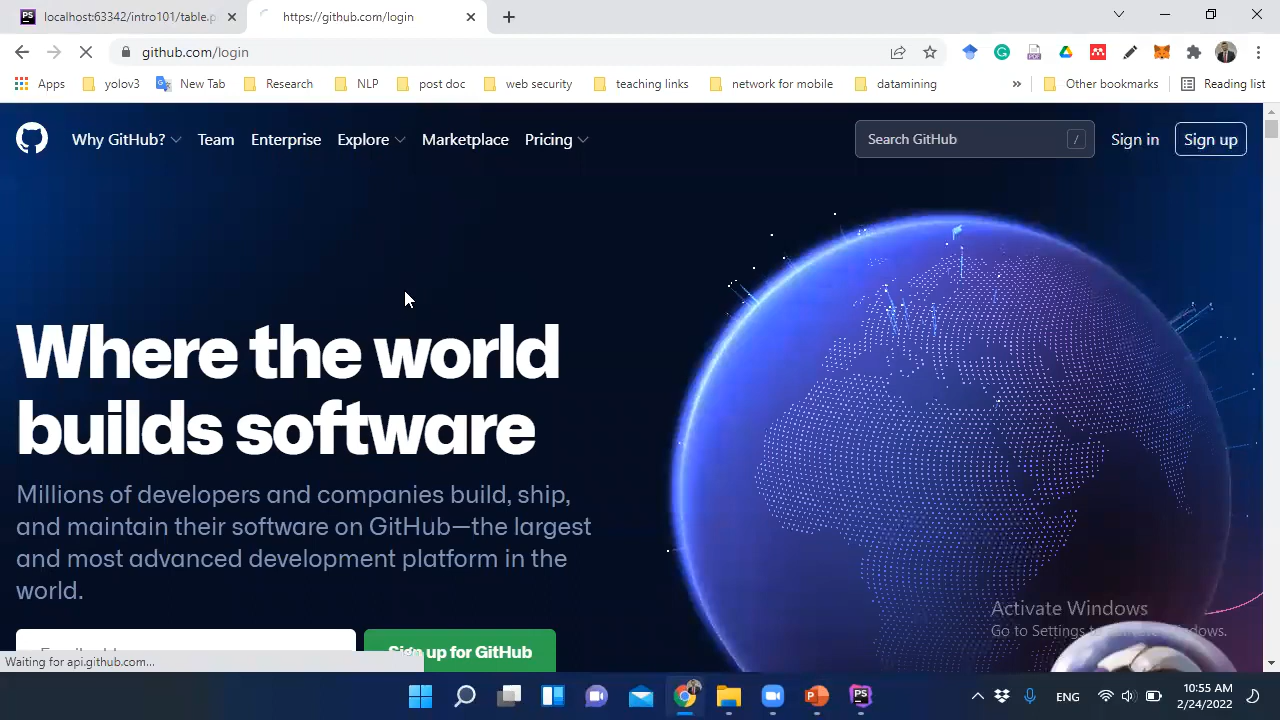 PS localhost:63342/intro101/table.p
https://github.com/login
github.com/login
Apps yolov3 New Tab Research NLP post doc web security teaching links network for mobile datamining » Other bookmarks Reading list
Why GitHub? Team Enterprise Explore Marketplace Pricing Search GitHub / Sign in Sign up
Where the world
builds software
Millions of developers and companies build, ship,
and maintain their software on GitHub—the largest
and most advanced development platform in the
world.
Activate Windows
Go to Settings to activate Windows.
Sign up for GitHub
Waiting for api.github.com...
ENG
10:55 AM
2/24/2022